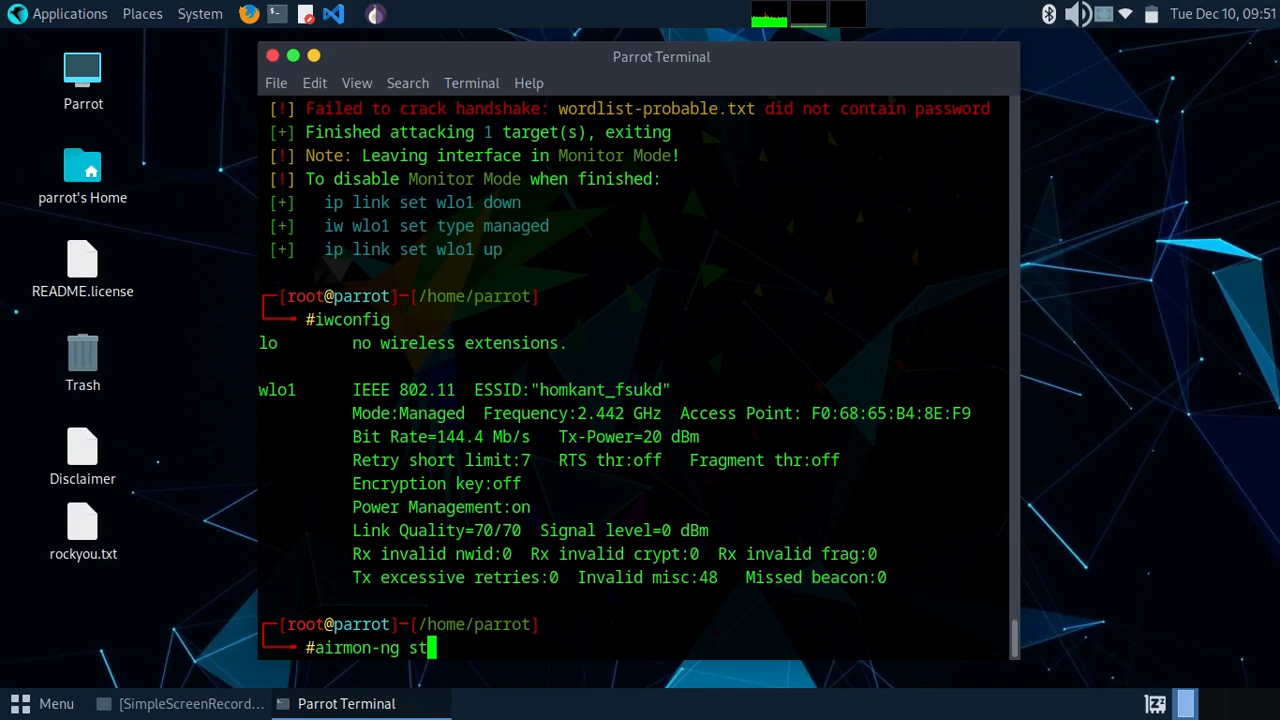 Applications Places System
Tue Dec 10, 09:51
Parrot
parrot's Home
README.license
Trash
Disclaimer
rockyou.txt
Parrot Terminal
File Edit View Search Terminal Help
[!] Failed to crack handshake: wordlist-probable.txt did not contain password
[+] Finished attacking 1 target(s), exiting
[!] Note: Leaving interface in Monitor Mode!
[!] To disable Monitor Mode when finished:
[+] ip link set wlo1 down
[+] iw wlo1 set type managed
[+] ip link set wlo1 up
[root@parrot]-[/home/parrot]
#iwconfig
lo no wireless extensions.
wlo1 IEEE 802.11 ESSID:"homkant_fsukd"
Mode:Managed Frequency:2.442 GHz Access Point: F0:68:65:B4:8E:F9
Bit Rate=144.4 Mb/s Tx-Power=20 dBm
Retry short limit:7 RTS thr:off Fragment thr:off
Encryption key:off
Power Management:on
Link Quality=70/70 Signal level=0 dBm
Rx invalid nwid:0 Rx invalid crypt:0 Rx invalid frag:0
Tx excessive retries:0 Invalid misc:48 Missed beacon:0
[root@parrot]-[/home/parrot]
#airmon-ng st
Menu [SimpleScreenRecord... Parrot Terminal